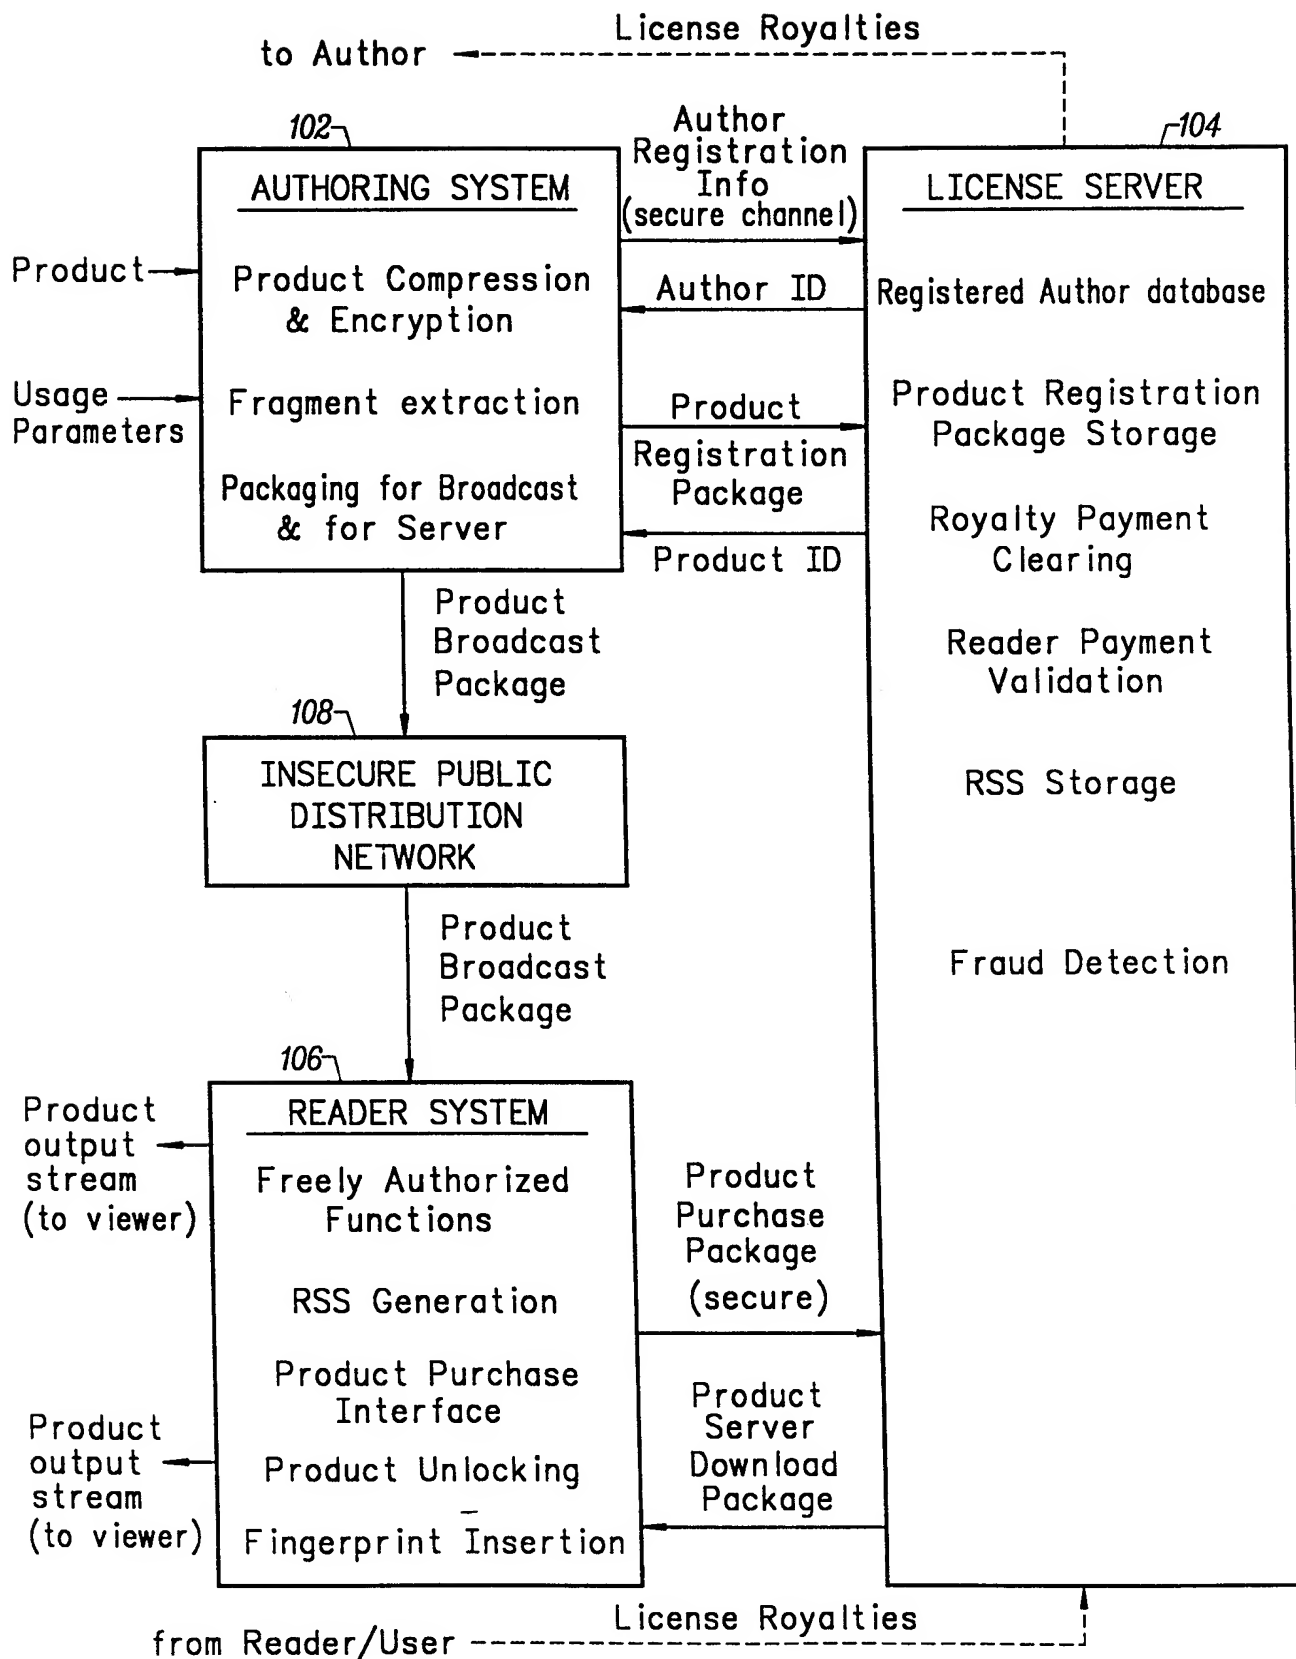 License Royalties
to Author
102
Author
Registration
Info
(secure channel)
104
AUTHORING SYSTEM
LICENSE SERVER
Product
Product Compression
& Encryption
Author ID
Registered Author database
Usage
Parameters
Fragment extraction
Product
Registration
Package
Product Registration
Package Storage
Packaging for Broadcast
& for Server
Product ID
Royalty Payment
Clearing
Product
Broadcast
Package
Reader Payment
Validation
108
INSECURE PUBLIC
DISTRIBUTION
NETWORK
RSS Storage
Product
Broadcast
Package
Fraud Detection
106
READER SYSTEM
Product
output
stream
(to viewer)
Freely Authorized
Functions
Product
Purchase
Package
(secure)
RSS Generation
Product Purchase
Interface
Product
Server
Download
Package
Product
output
stream
(to viewer)
Product Unlocking
Fingerprint Insertion
License Royalties
from Reader/User